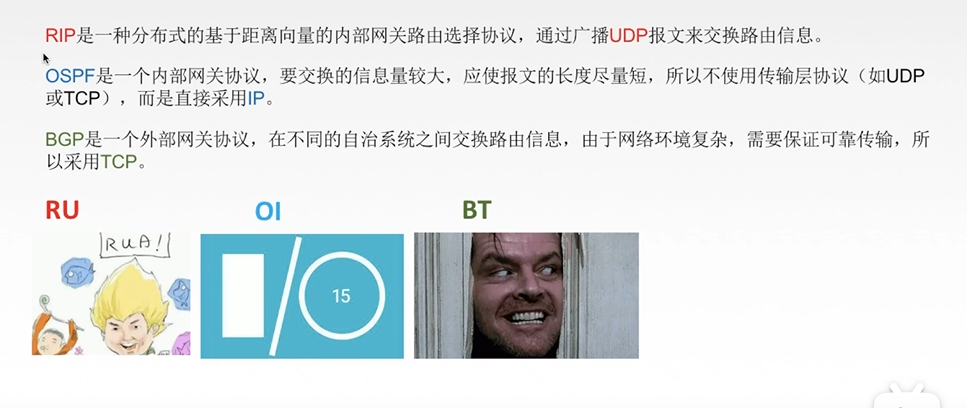 RIP是一种分布式的基于距离向量的内部网关路由选择协议，通过广播UDP报文来交换路由信息。
OSPF是一个内部网关协议，要交换的信息量较大，应使报文的长度尽量短，所以不使用传输层协议（如UDP
或TCP），而是直接采用IP。
BGP是一个外部网关协议，在不同的自治系统之间交换路由信息，由于网络环境复杂，需要保证可靠传输，所
以采用TCP。
RU OI BT
RUA!
I/O
15